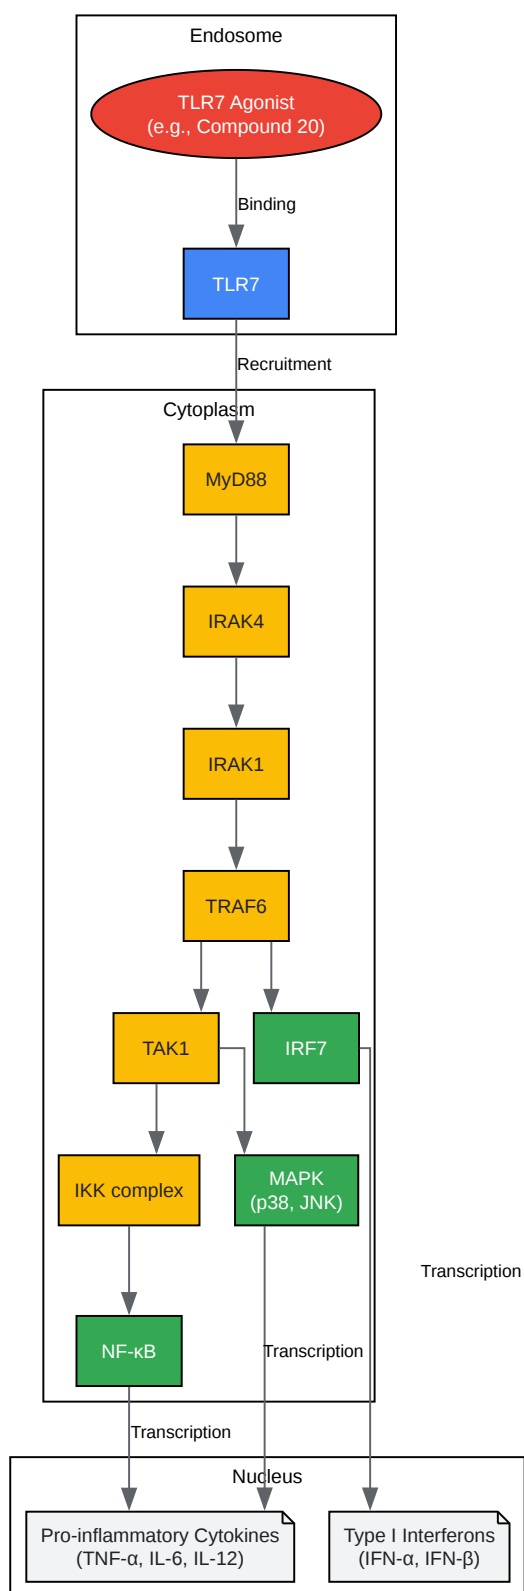 Endosome
TLR7 Agonist
(e.g., Compound 20)
Binding
TLR7
Recruitment
Cytoplasm
MyD88
IRAK4
IRAK1
TRAF6
TAK1
IRF7
IKK complex
MAPK
(p38, JNK)
Transcription
NF-κB
Transcription
Transcription
Nucleus
Pro-inflammatory Cytokines
(TNF-α, IL-6, IL-12)
Type I Interferons
(IFN-α, IFN-β)